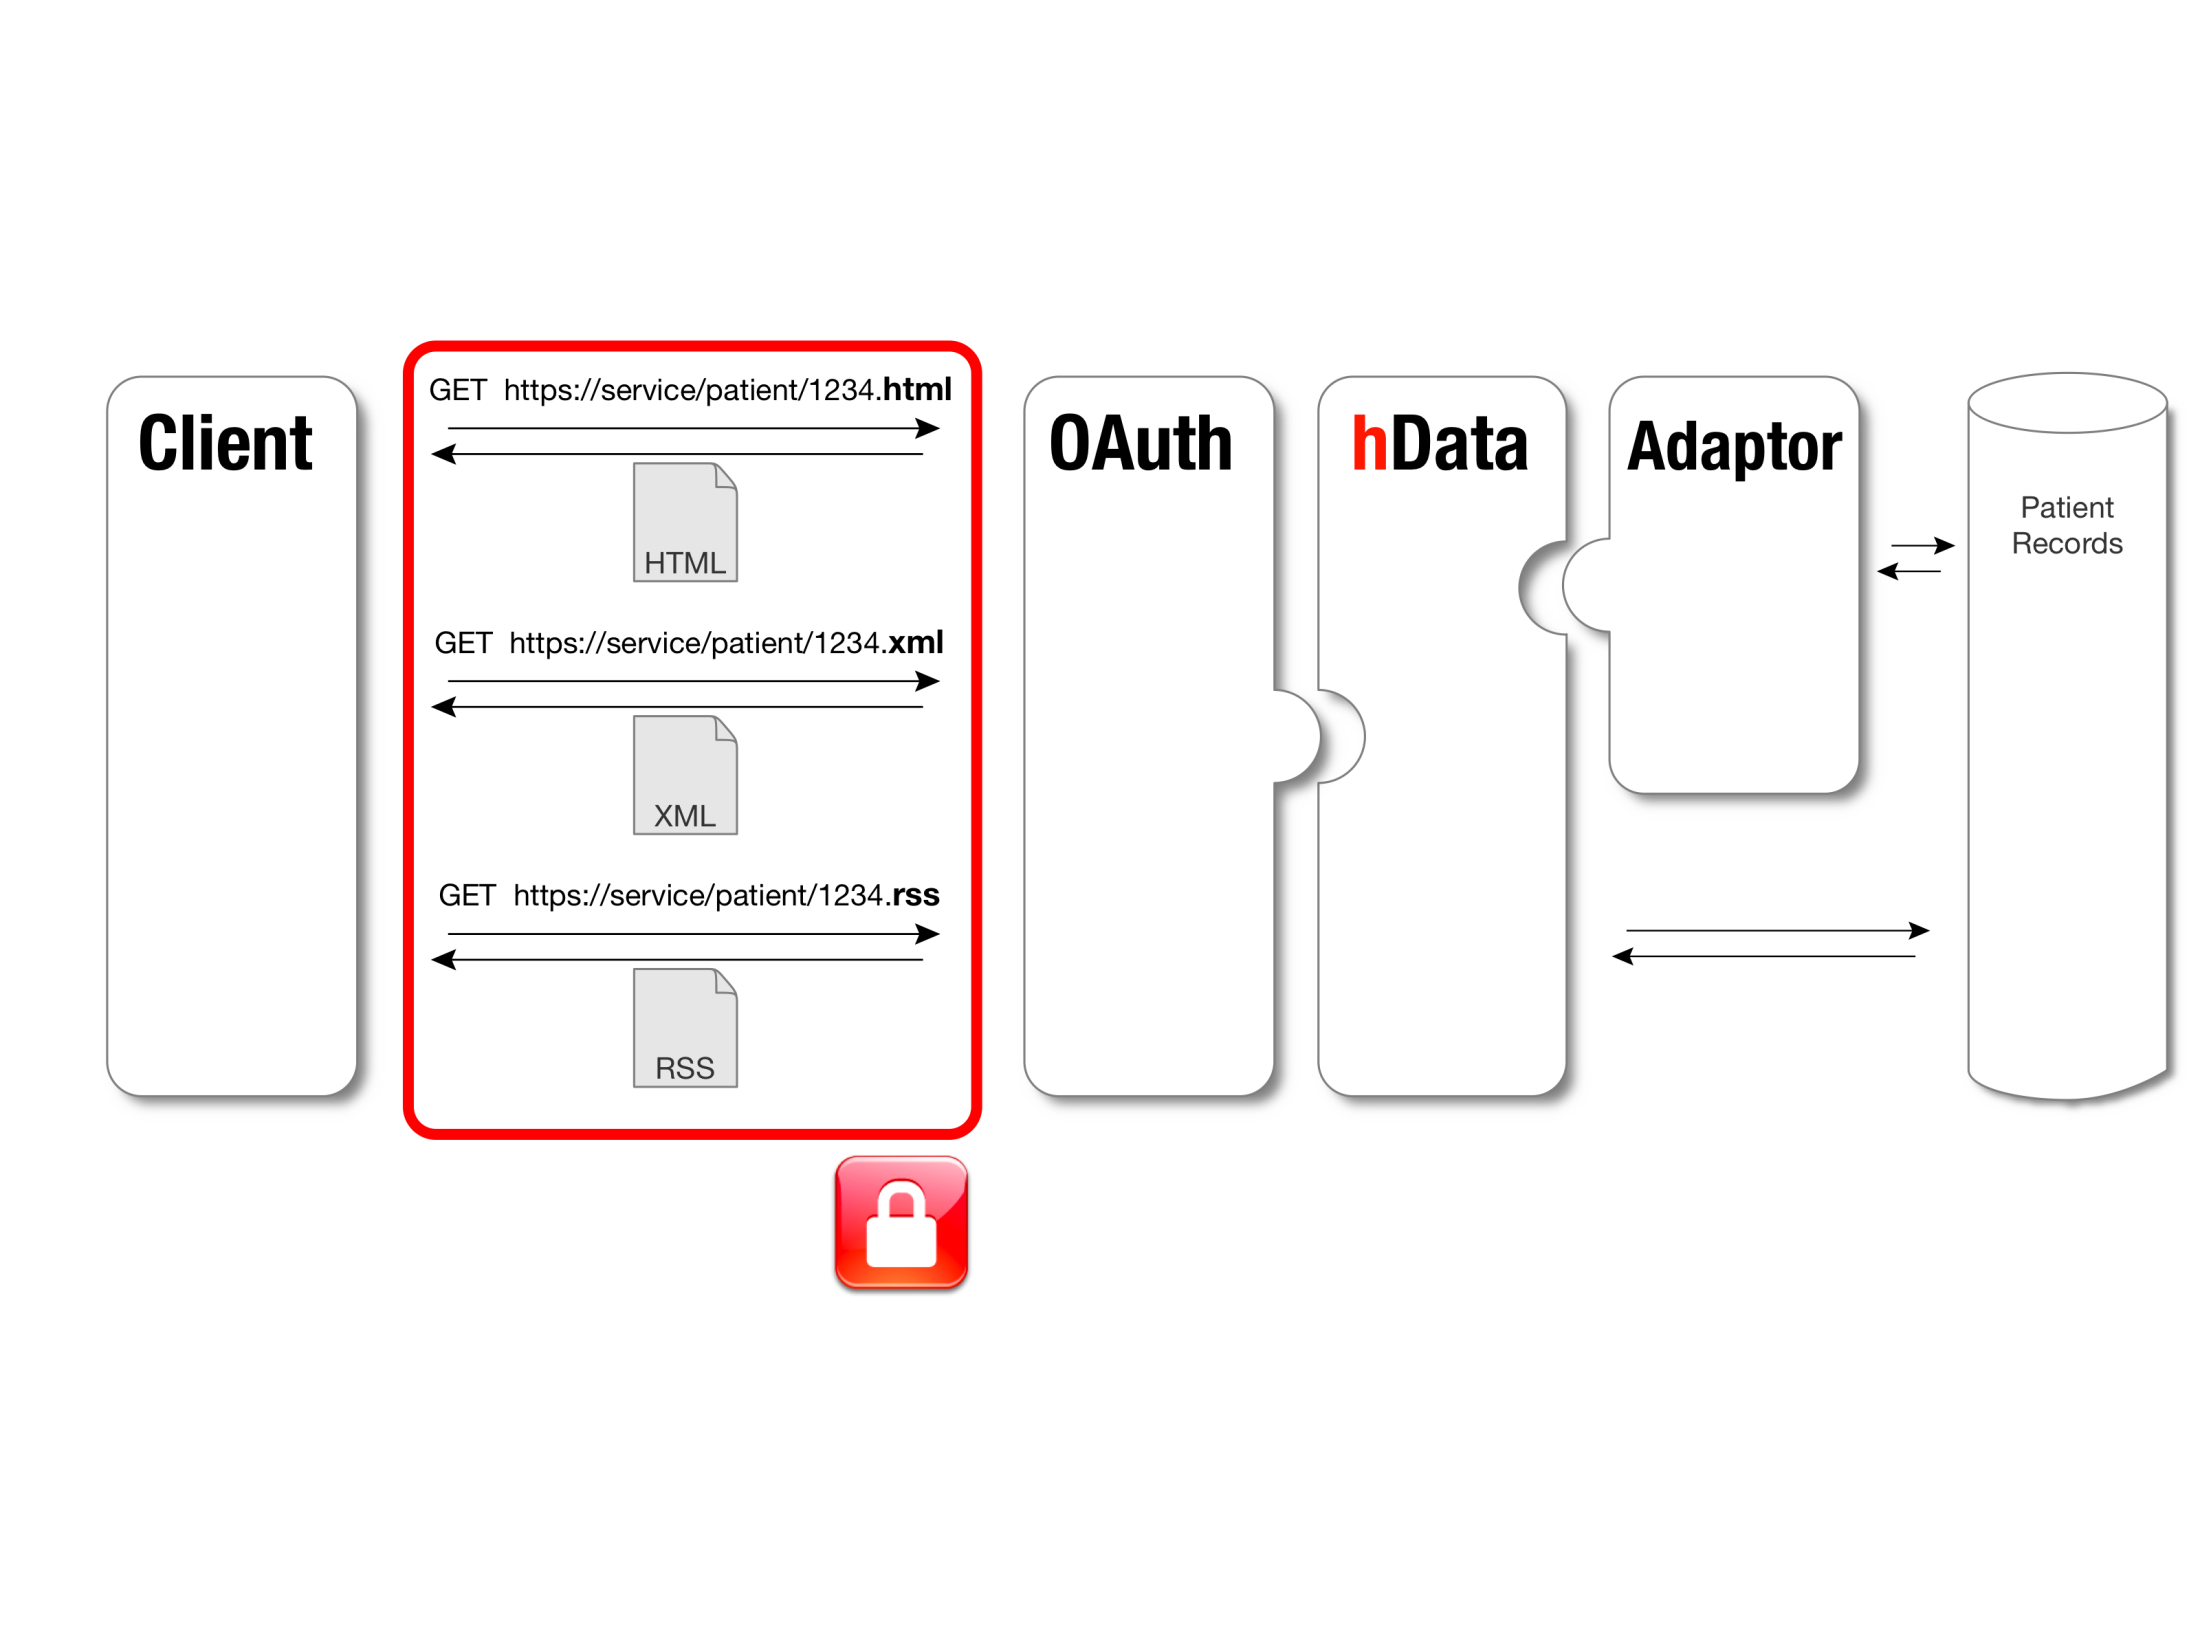 Client
GET https://service/patient/1234.html
HTML
GET https://service/patient/1234.xml
XML
GET https://service/patient/1234.rss
RSS
OAuth
hData
Adaptor
Patient
Records